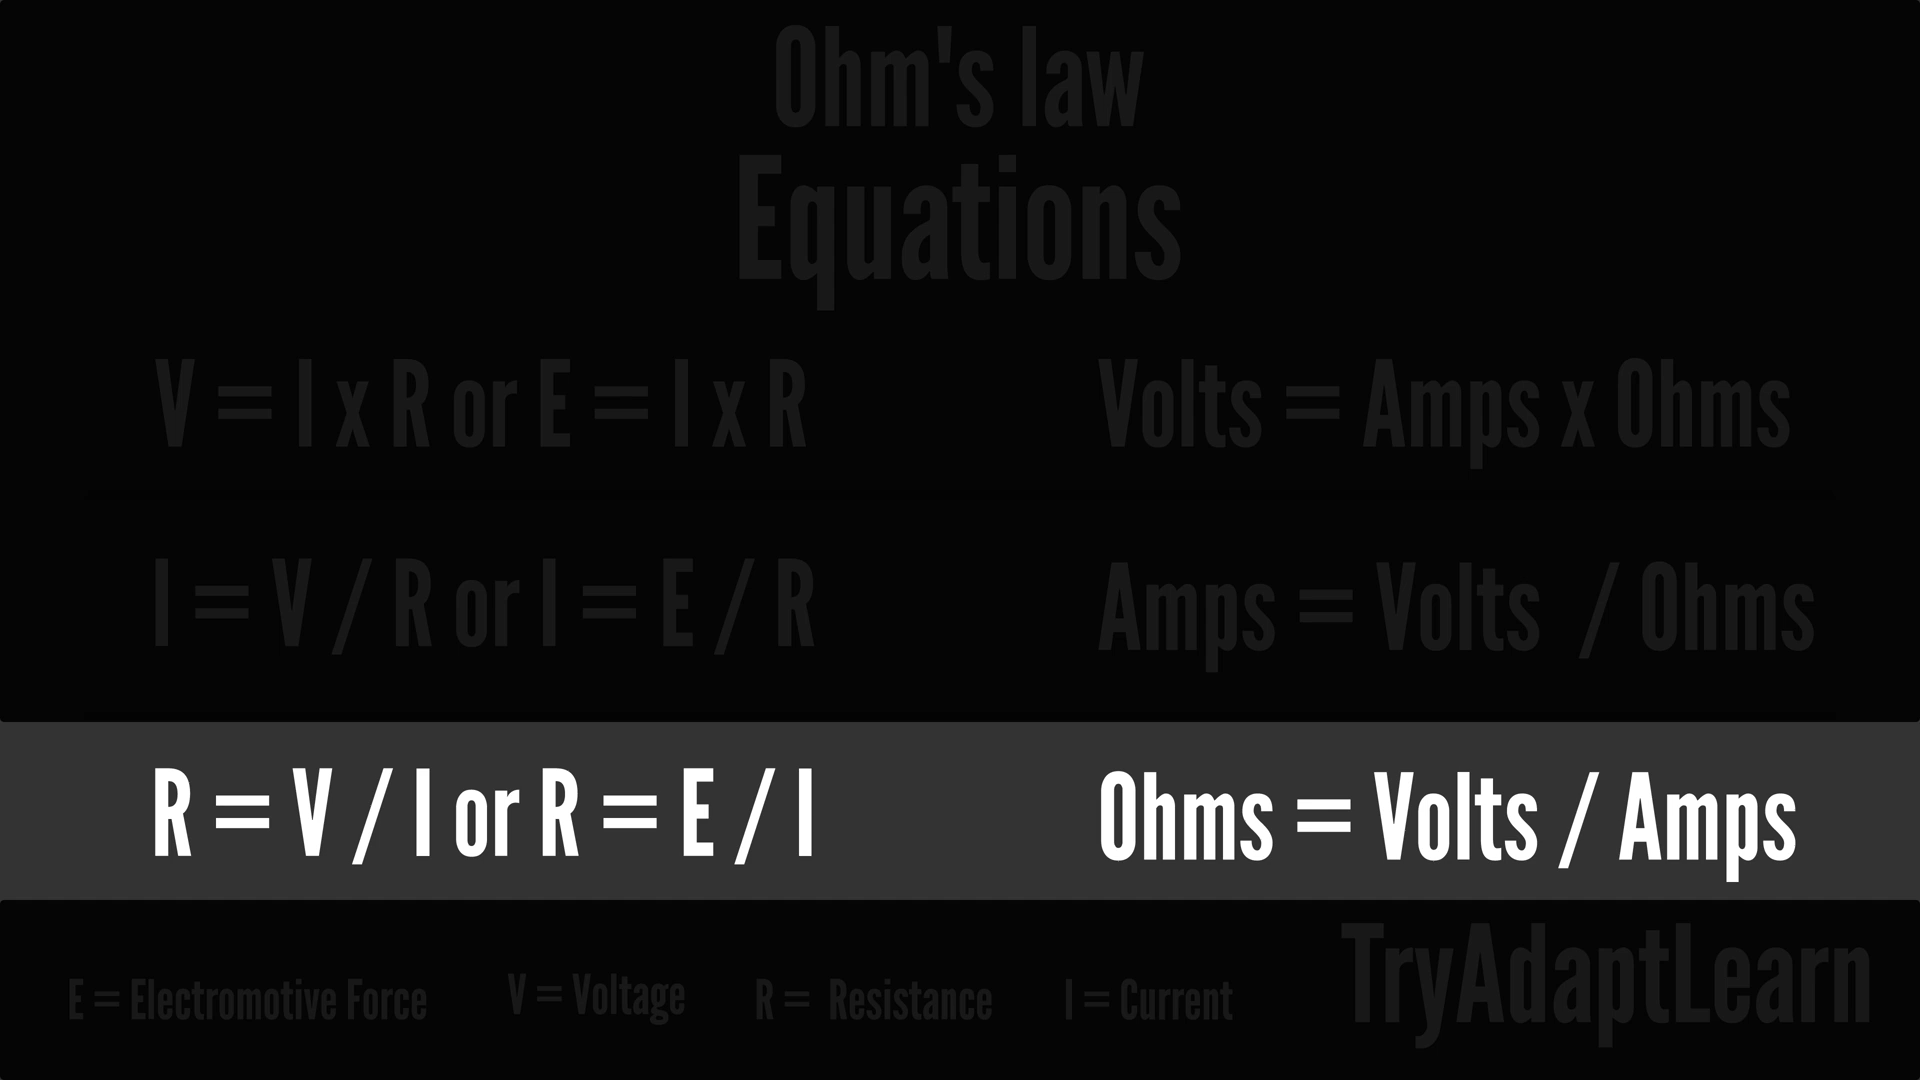 Ohm's law
Equations
V = I x R or E = I x R
Volts = Amps x Ohms
I = V / R or I = E / R
Amps = Volts / Ohms
R = V / I or R = E / I
Ohms = Volts / Amps
E = Electromotive Force
V = Voltage
R = Resistance
I = Current
TryAdaptLearn